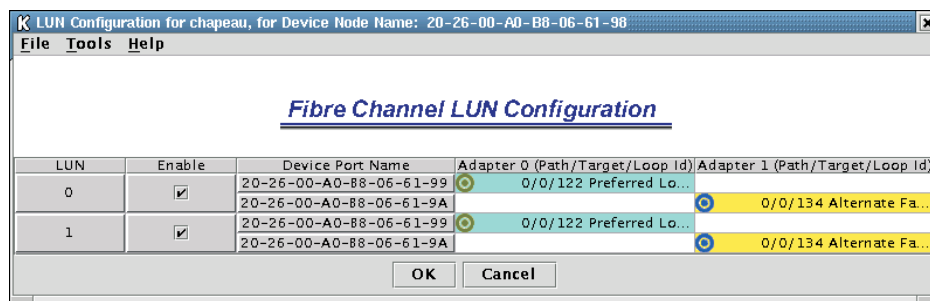 LUN Configuration for chapeau, for Device Node Name: 20-26-00-A0-B8-06-61-98
File Tools Help
Fibre Channel LUN Configuration
LUN Enable Device Port Name Adapter 0 (Path/Target/Loop Id) Adapter 1 (Path/Target/Loop Id)
0 20-26-00-A0-B8-06-61-99 0/0/122 Preferred Lo...
20-26-00-A0-B8-06-61-9A 0/0/134 Alternate Fa...
1 20-26-00-A0-B8-06-61-99 0/0/122 Preferred Lo...
20-26-00-A0-B8-06-61-9A 0/0/134 Alternate Fa...
OK Cancel